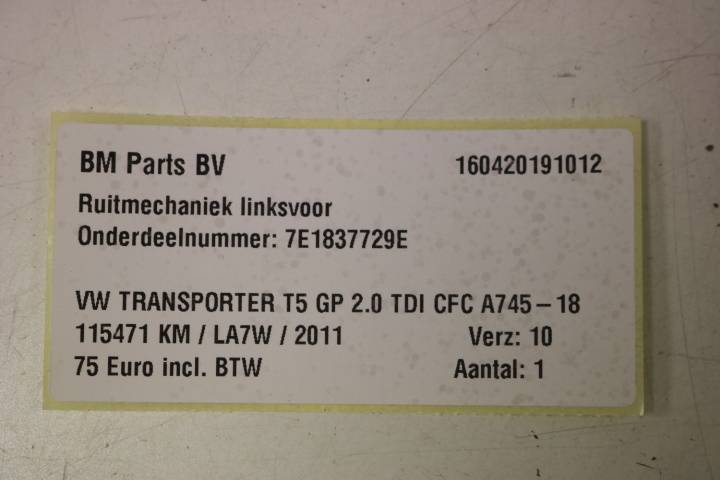 BM Parts BV 160420191012
Ruitmechaniek linksvoor
Onderdeelnummer: 7E1837729E
VW TRANSPORTER T5 GP 2.0 TDI CFC A745-18
115471 KM / LA7W / 2011 Verz: 10
75 Euro incl. BTW Aantal: 1